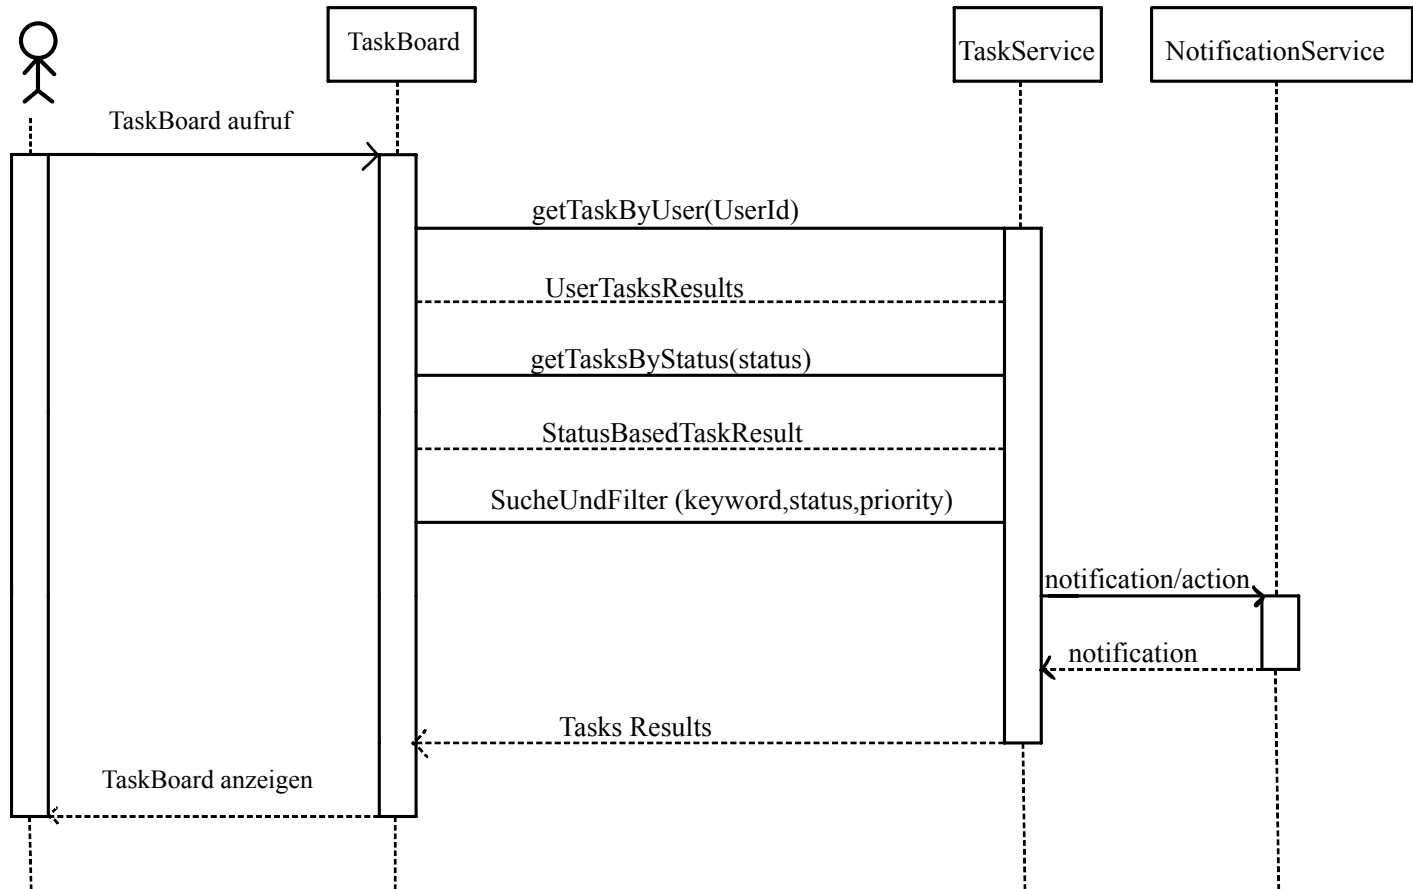 TaskBoard
TaskService
NotificationService
TaskBoard aufruf
getTaskByUser(UserId)
UserTasksResults
getTasksByStatus(status)
StatusBasedTaskResult
SucheUndFilter (keyword,status,priority)
notification/action
notification
Tasks Results
TaskBoard anzeigen